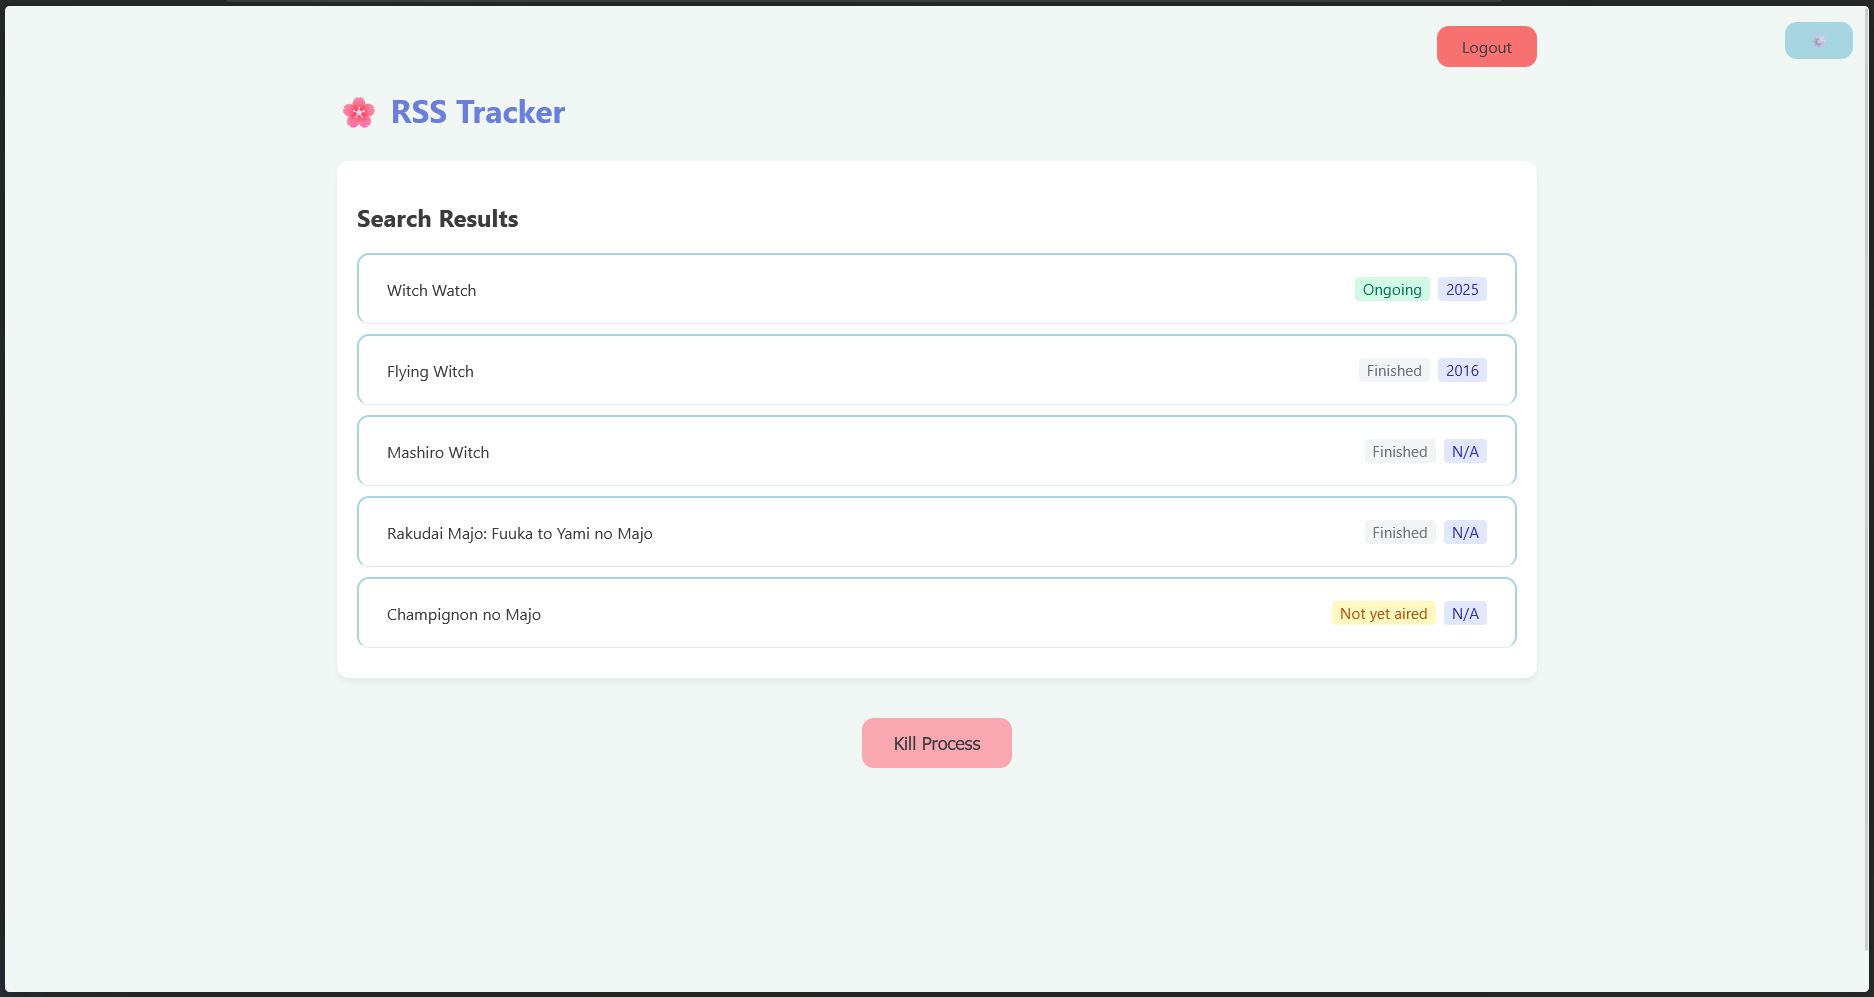 Logout
RSS Tracker
Search Results
Witch Watch Ongoing 2025
Flying Witch Finished 2016
Mashiro Witch Finished N/A
Rakudai Majo: Fuuka to Yami no Majo Finished N/A
Champignon no Majo Not yet aired N/A
Kill Process